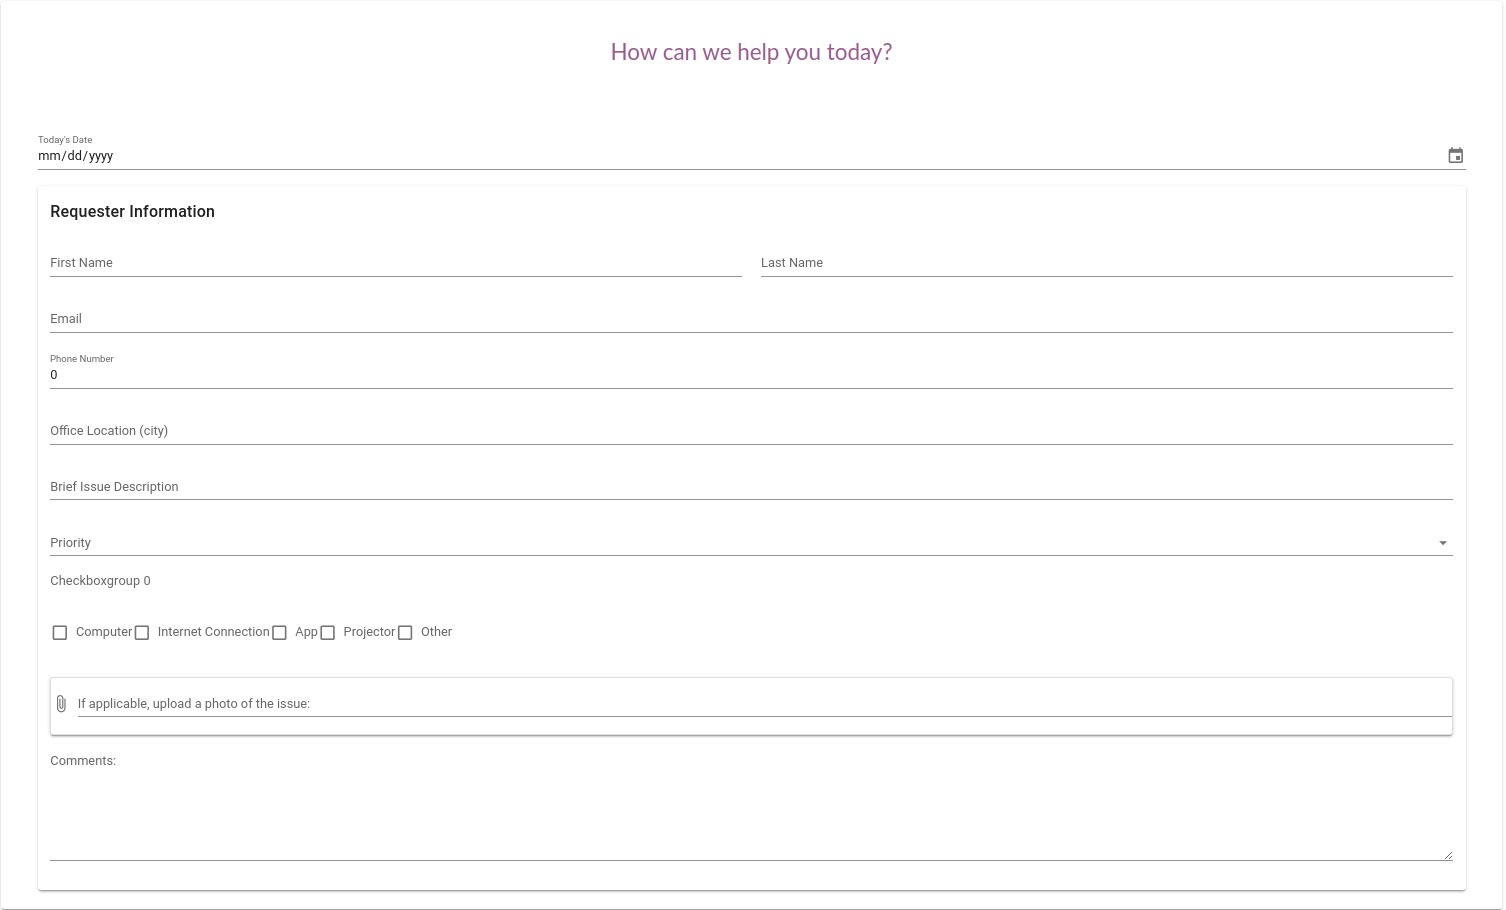 How can we help you today?
Today's Date
mm/dd/yyyy
Requester Information
First Name Last Name
Email
Phone Number
0
Office Location (city)
Brief Issue Description
Priority
Checkboxgroup 0
Computer Internet Connection App Projector Other
If applicable, upload a photo of the issue:
Comments: